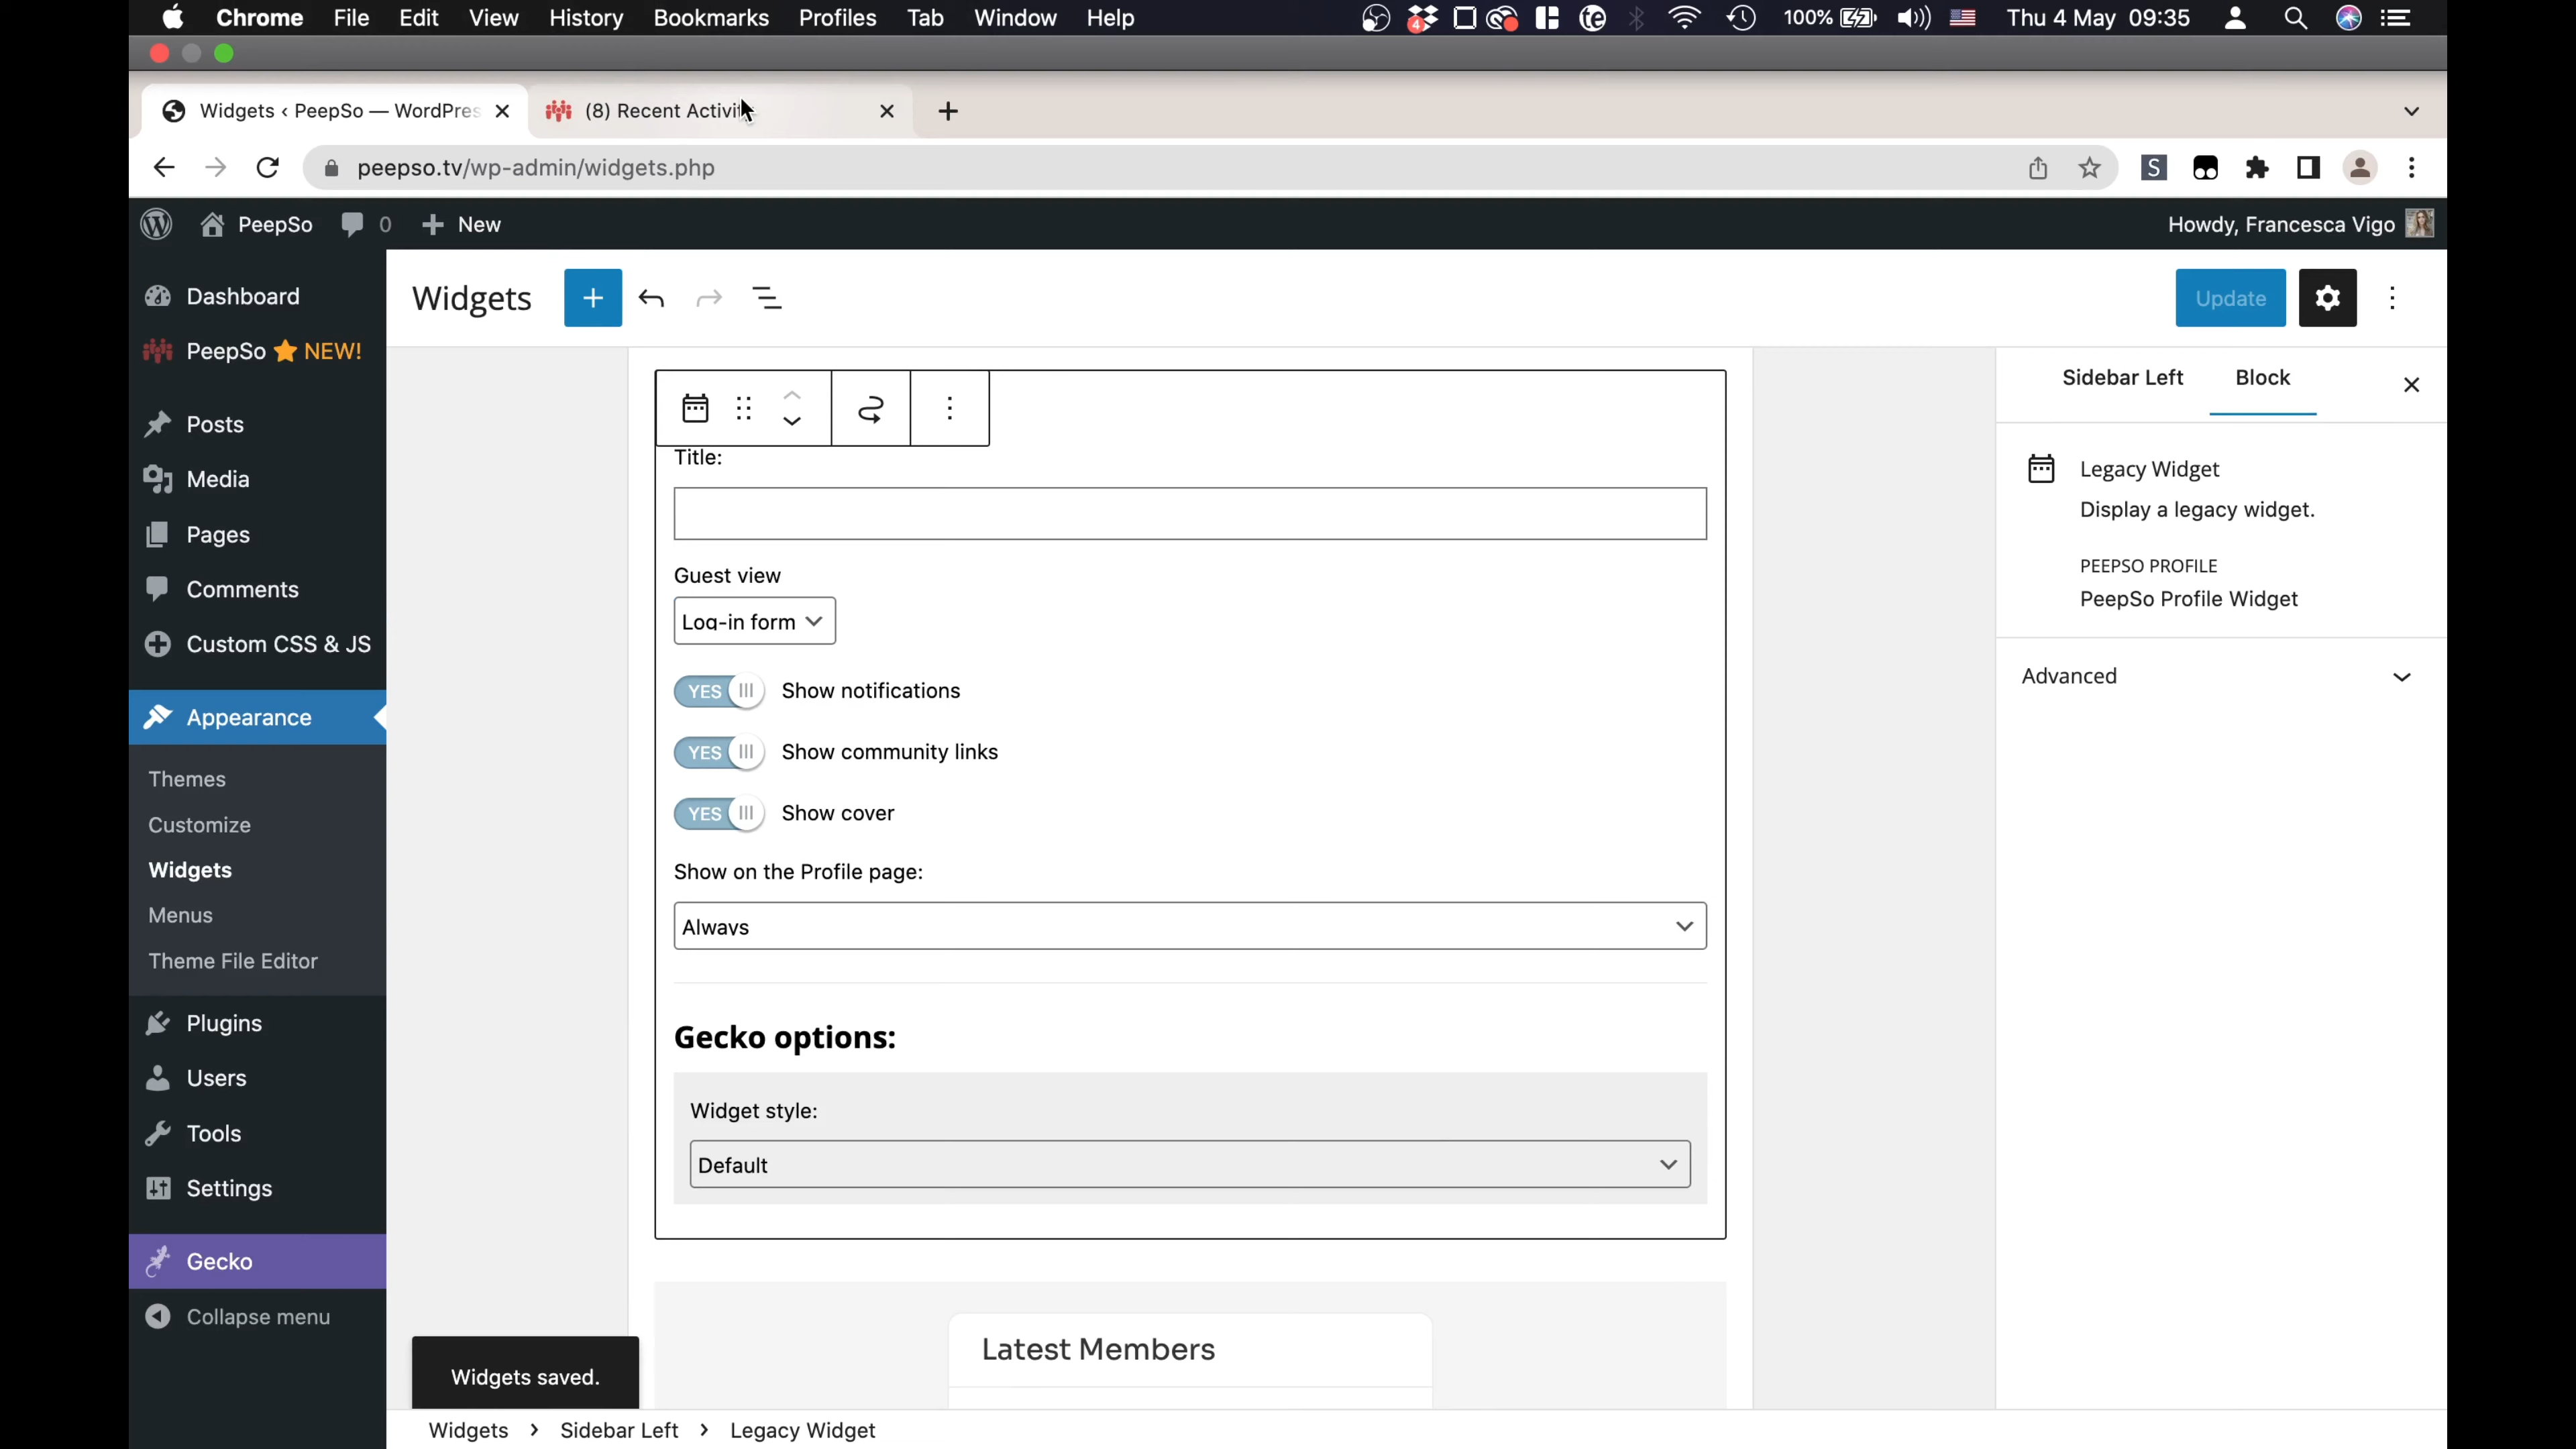 Chrome File Edit View History Bookmarks Profiles Tab Window Help 4 te 100% Thu 4 May 09:35
Widgets ‹ PeepSo — WordPres (8) Recent Activit
peepso.tv/wp-admin/widgets.php S
PeepSo 0 New Howdy, Francesca Vigo
Widgets Update
Dashboard
PeepSo NEW!
Posts
Media
Pages
Comments
Custom CSS & JS
Appearance
Themes
Customize
Widgets
Menus
Theme File Editor
Plugins
Users
Tools
Settings
Gecko
Collapse menu
Title:
Guest view
Log-in form
YES Show notifications
YES Show community links
YES Show cover
Show on the Profile page:
Always
Gecko options:
Widget style:
Default
Latest Members
Sidebar Left Block
Legacy Widget
Display a legacy widget.
PEEPSO PROFILE
PeepSo Profile Widget
Advanced
Widgets saved.
Widgets › Sidebar Left › Legacy Widget